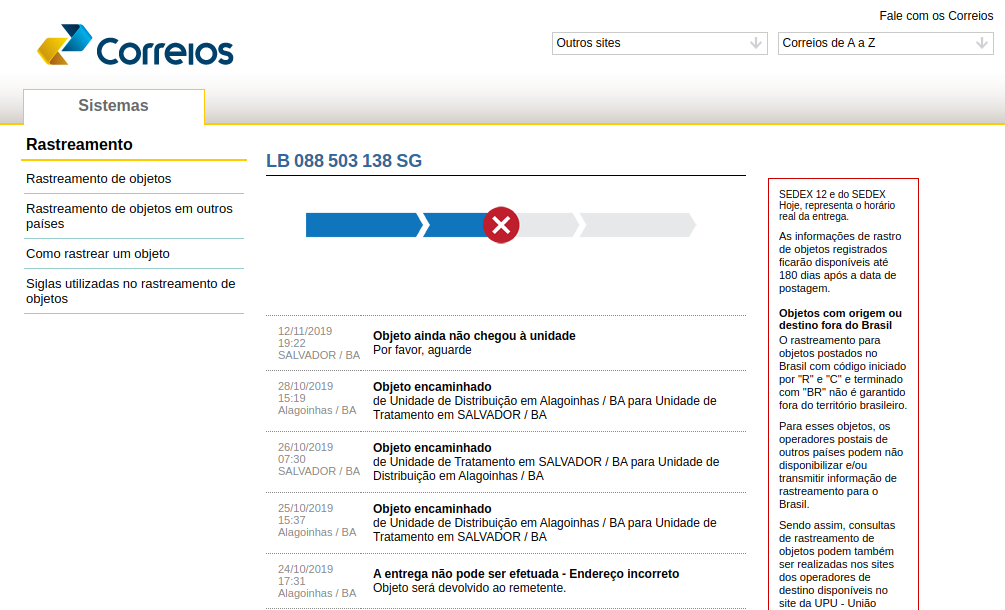 Fale com os Correios
Correios
Outros sites
Correios de A a Z
Sistemas
Rastreamento
Rastreamento de objetos
Rastreamento de objetos em outros
países
Como rastrear um objeto
Siglas utilizadas no rastreamento de
objetos
LB 088 503 138 SG
12/11/2019
19:22
SALVADOR / BA
Objeto ainda não chegou à unidade
Por favor, aguarde
28/10/2019
15:19
Alagoinhas / BA
Objeto encaminhado
de Unidade de Distribuição em Alagoinhas / BA para Unidade de
Tratamento em SALVADOR / BA
26/10/2019
07:30
SALVADOR / BA
Objeto encaminhado
de Unidade de Tratamento em SALVADOR / BA para Unidade de
Distribuição em Alagoinhas / BA
25/10/2019
15:37
Alagoinhas / BA
Objeto encaminhado
de Unidade de Distribuição em Alagoinhas / BA para Unidade de
Tratamento em SALVADOR / BA
24/10/2019
17:31
Alagoinhas / BA
A entrega não pode ser efetuada - Endereço incorreto
Objeto será devolvido ao remetente.
SEDEX 12 e do SEDEX
Hoje, representa o horário
real da entrega.
As informações de rastro
de objetos registrados
ficarão disponíveis até
180 dias após a data de
postagem.
Objetos com origem ou
destino fora do Brasil
O rastreamento para
objetos postados no
Brasil com código iniciado
por "R" e "C" e terminado
com "BR" não é garantido
fora do território brasileiro.
Para esses objetos, os
operadores postais de
outros países podem não
disponibilizar e/ou
transmitir informação de
rastreamento para o
Brasil.
Sendo assim, consultas
de rastreamento de
objetos podem também
ser realizadas nos sites
dos operadores de
destino disponíveis no
site da UPU - União